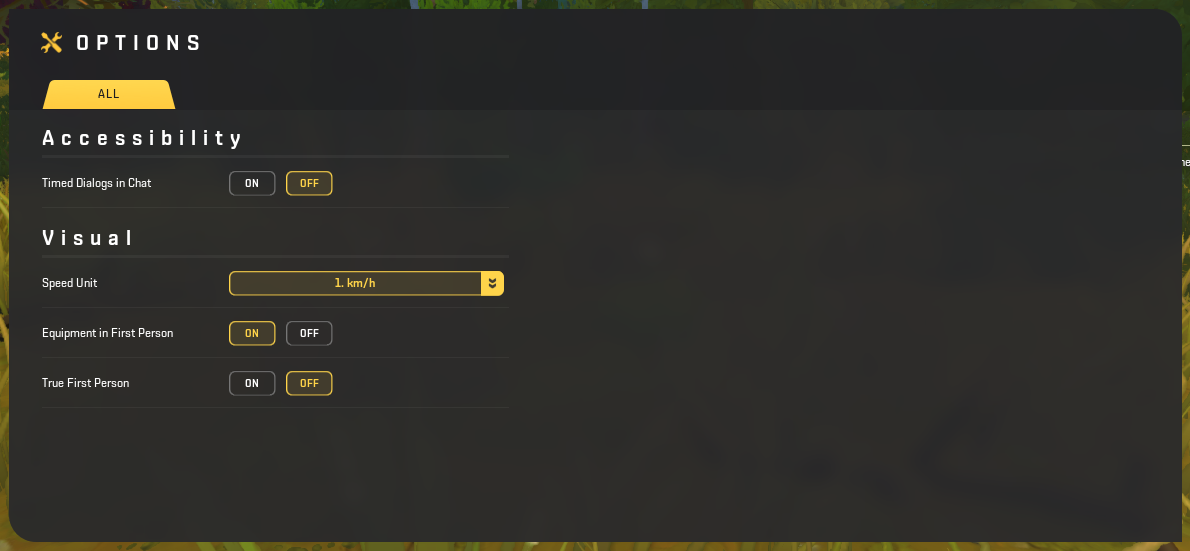 OPTIONS
ALL
Accessibility
Timed Dialogs in Chat ON OFF
Visual
Speed Unit 1. km/h
Equipment in First Person ON OFF
True First Person ON OFF